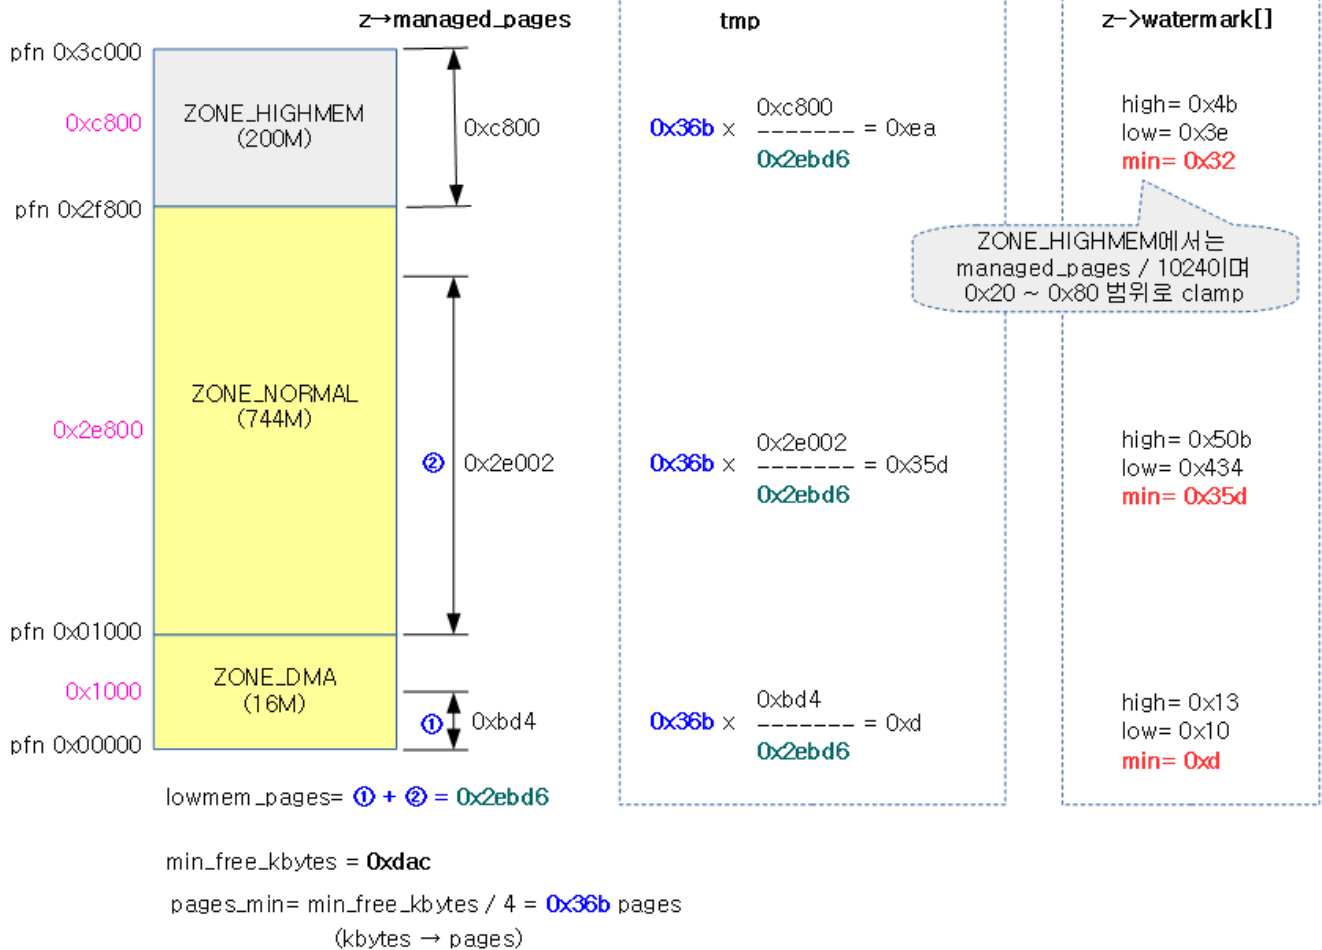 z→managed_pages
tmp
z->watermark[]
pfn 0x3c000
0xc800
ZONE_HIGHMEM
(200M)
0xc800
0x36b x
0xc800
-------
0x2ebd6
= 0xea
high= 0x4b
low= 0x3e
min= 0x32
pfn 0x2f800
ZONE_HIGHMEM에서는
managed_pages / 1024이며
0x20 ~ 0x80 범위로 clamp
0x2e800
ZONE_NORMAL
(744M)
② 0x2e002
0x36b x
0x2e002
-------
0x2ebd6
= 0x35d
high= 0x50b
low= 0x434
min= 0x35d
pfn 0x01000
0x1000
ZONE_DMA
(16M)
① 0xbd4
0x36b x
0xbd4
-------
0x2ebd6
= 0xd
high= 0x13
low= 0x10
min= 0xd
pfn 0x00000
lowmem_pages= ① + ② = 0x2ebd6
min_free_kbytes = 0xdac
pages_min= min_free_kbytes / 4 = 0x36b pages
(kbytes → pages)